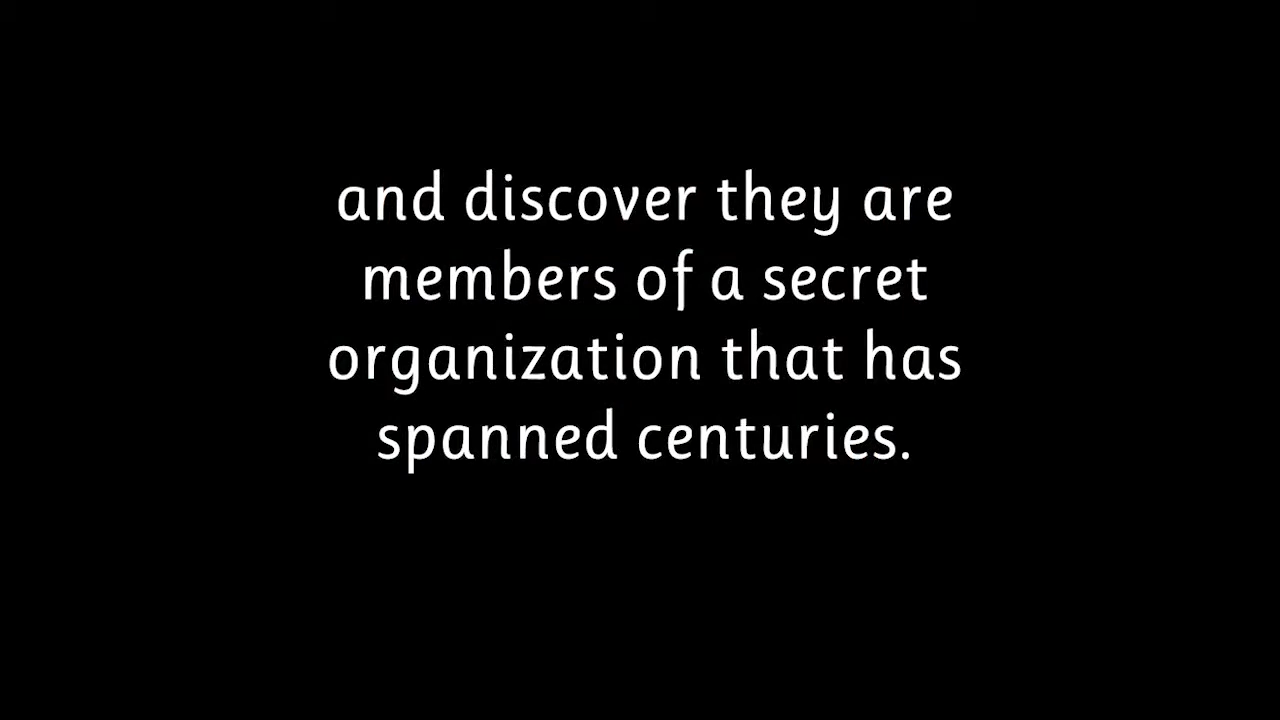 and discover they are
members of a secret
organization that has
spanned centuries.